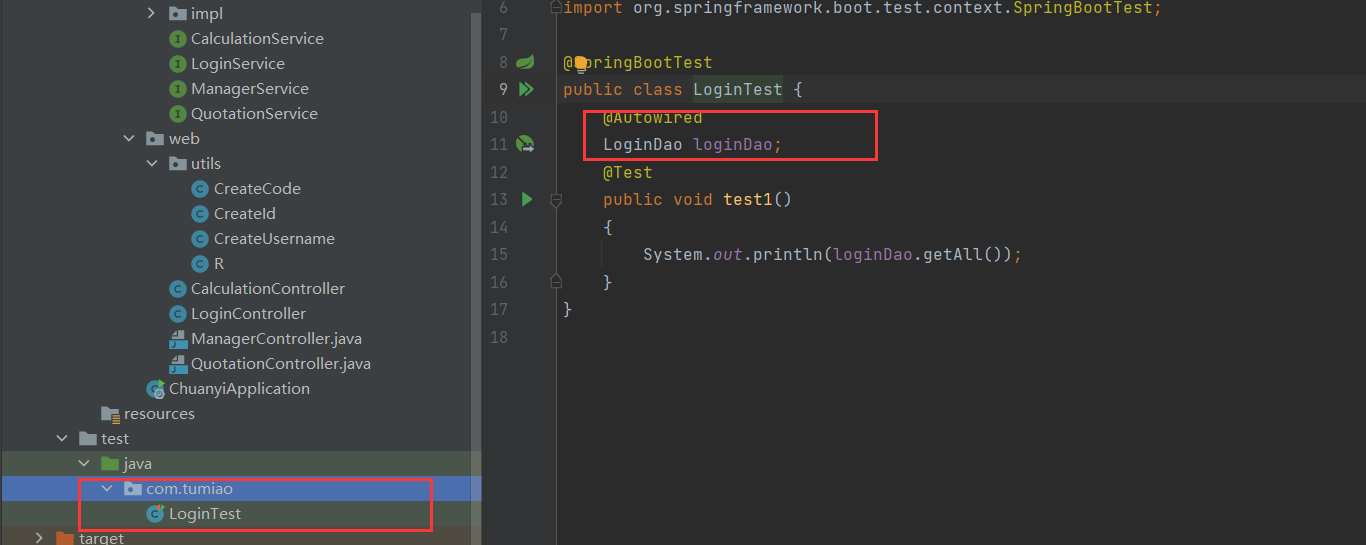 impl
CalculationService
LoginService
ManagerService
QuotationService
web
utils
CreateCode
CreateId
CreateUsername
R
CalculationController
LoginController
ManagerController.java
QuotationController.java
ChuanyiApplication
resources
test
java
com.tumiao
LoginTest
target
6 import org.springframework.boot.test.context.SpringBootTest;
7
8 @SpringBootTest
9 public class LoginTest {
10 @Autowired
11 LoginDao loginDao;
12 @Test
13 public void test1()
14 {
15 System.out.println(loginDao.getAll());
16 }
17 }
18